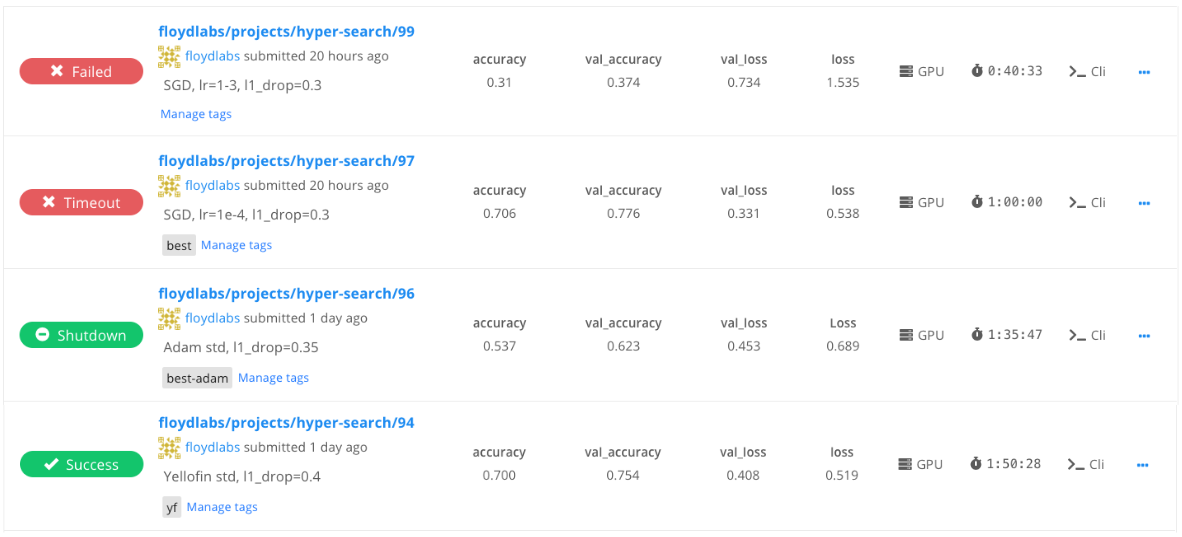 floydlabs/projects/hyper-search/99
floydlabs submitted 20 hours ago
Failed
SGD, lr=1-3, l1_drop=0.3
Manage tags
accuracy val_accuracy val_loss loss
0.31 0.374 0.734 1.535
GPU 0:40:33 Cli
floydlabs/projects/hyper-search/97
floydlabs submitted 20 hours ago
Timeout
SGD, lr=1e-4, l1_drop=0.3
best Manage tags
accuracy val_accuracy val_loss loss
0.706 0.776 0.331 0.538
GPU 1:00:00 Cli
floydlabs/projects/hyper-search/96
floydlabs submitted 1 day ago
Shutdown
Adam std, l1_drop=0.35
best-adam Manage tags
accuracy val_accuracy val_loss Loss
0.537 0.623 0.453 0.689
GPU 1:35:47 Cli
floydlabs/projects/hyper-search/94
floydlabs submitted 1 day ago
Success
Yellofin std, l1_drop=0.4
yf Manage tags
accuracy val_accuracy val_loss loss
0.700 0.754 0.408 0.519
GPU 1:50:28 Cli